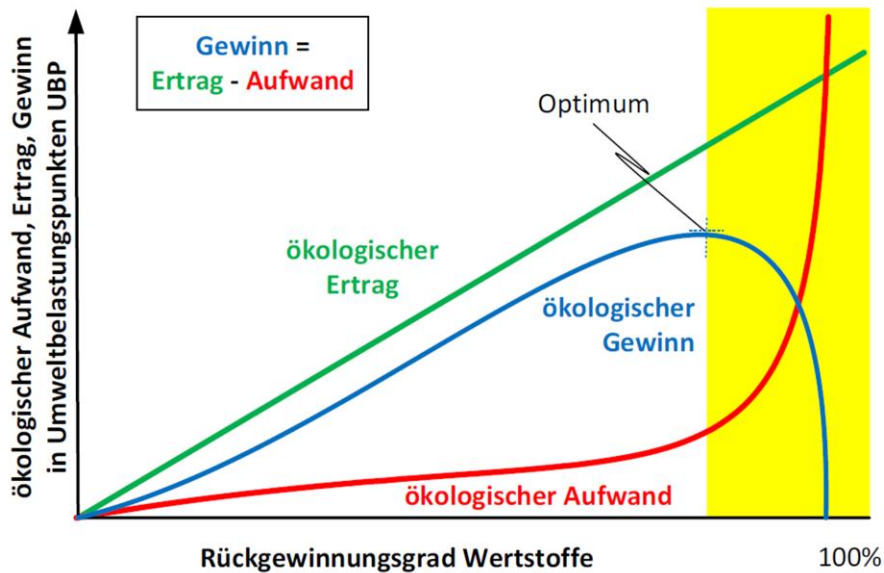 ökologischer Aufwand, Ertrag, Gewinn
in Umweltbelastungspunkten UBP
Gewinn =
Ertrag - Aufwand
Optimum
ökologischer
Ertrag
ökologischer
Gewinn
ökologischer Aufwand
Rückgewinnungsgrad Wertstoffe
100%